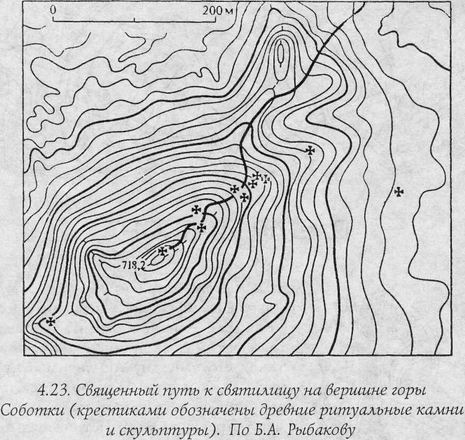 0 200 м
718,2
4.23. Священный путь к святилищу на вершине горы
Соботки (крестиками обозначены древние ритуальные камни
и скульптуры). По Б.А. Рыбакову